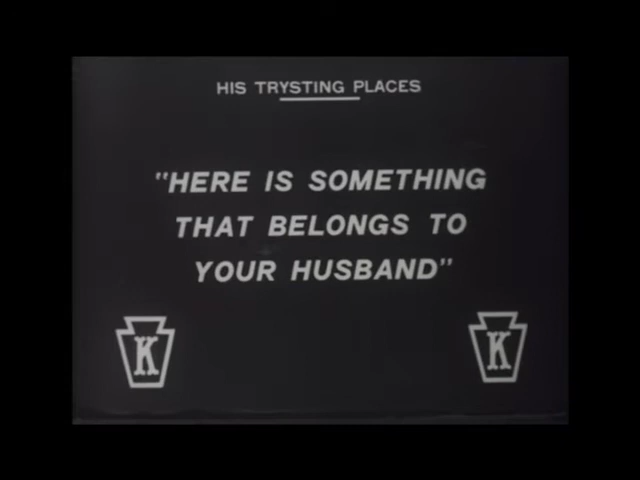 HIS TRYSTING PLACES
"HERE IS SOMETHING
THAT BELONGS TO
YOUR HUSBAND"
K
K